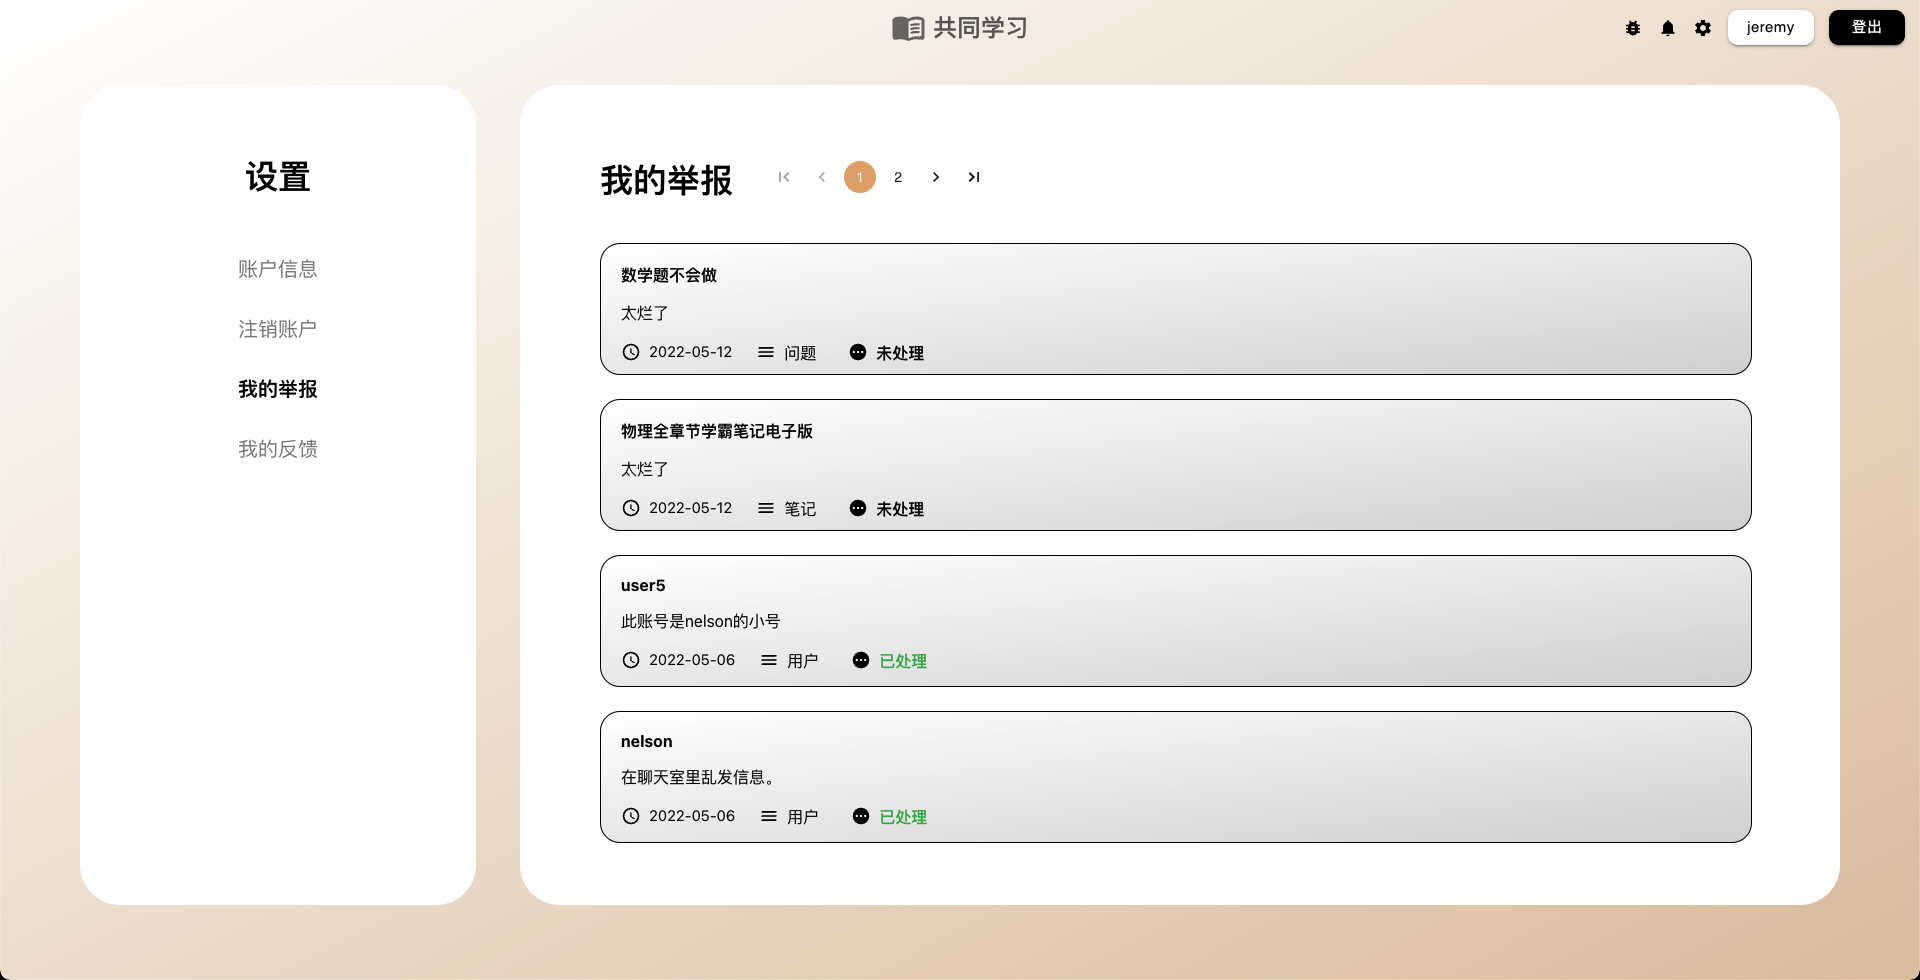 共同学习
jeremy
登出
设置
账户信息
注销账户
我的举报
我的反馈
我的举报
1 2
数学题不会做
太烂了
2022-05-12 问题 未处理
物理全章节学霸笔记电子版
太烂了
2022-05-12 笔记 未处理
user5
此账号是nelson的小号
2022-05-06 用户 已处理
nelson
在聊天室里乱发信息。
2022-05-06 用户 已处理